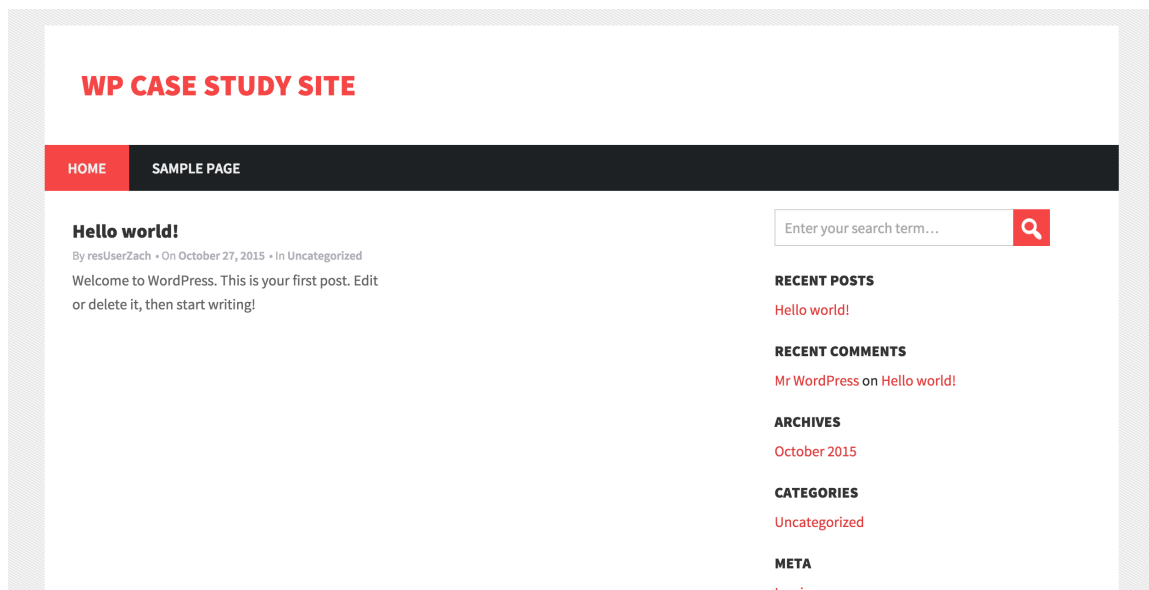 WP CASE STUDY SITE
HOME SAMPLE PAGE
Hello world!
By resUserZach • On October 27, 2015 • In Uncategorized
Welcome to WordPress. This is your first post. Edit
or delete it, then start writing!
Enter your search term…
RECENT POSTS
Hello world!
RECENT COMMENTS
Mr WordPress on Hello world!
ARCHIVES
October 2015
CATEGORIES
Uncategorized
META